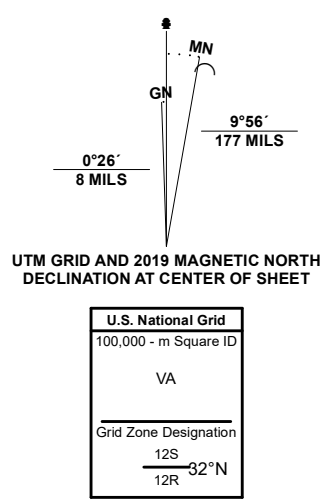 MN
GN
9°56´
177 MILS
0°26´
8 MILS
UTM GRID AND 2019 MAGNETIC NORTH
DECLINATION AT CENTER OF SHEET
U.S. National Grid
100,000 - m Square ID
VA
Grid Zone Designation
12S
32°N
12R